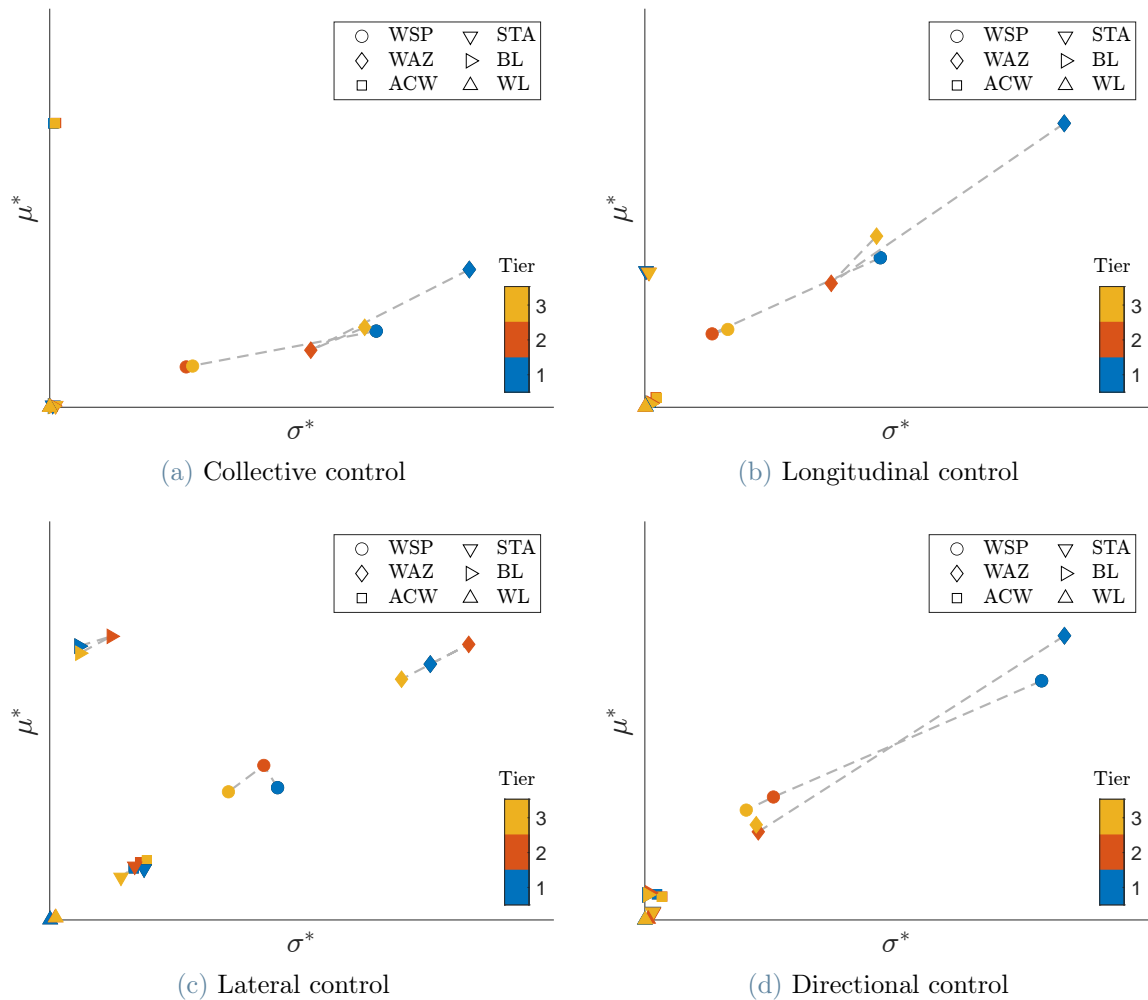 WSP STA
WAZ BL
ACW WL
μ*
Tier
3
2
1
σ*
(a) Collective control
WSP STA
WAZ BL
ACW WL
μ*
Tier
3
2
1
σ*
(b) Longitudinal control
WSP STA
WAZ BL
ACW WL
μ*
Tier
3
2
1
σ*
(c) Lateral control
WSP STA
WAZ BL
ACW WL
μ*
Tier
3
2
1
σ*
(d) Directional control